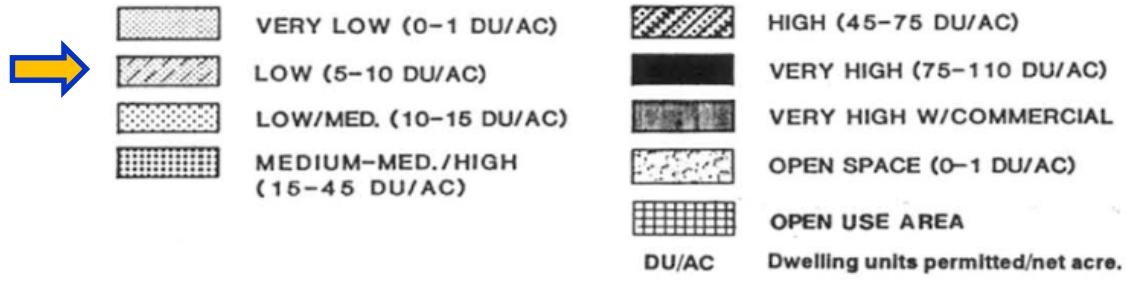 VERY LOW (0-1 DU/AC)
LOW (5-10 DU/AC)
LOW/MED. (10-15 DU/AC)
MEDIUM-MED./HIGH
(15-45 DU/AC)
HIGH (45-75 DU/AC)
VERY HIGH (75-110 DU/AC)
VERY HIGH W/COMMERCIAL
OPEN SPACE (0-1 DU/AC)
OPEN USE AREA
DU/AC Dwelling units permitted/net acre.